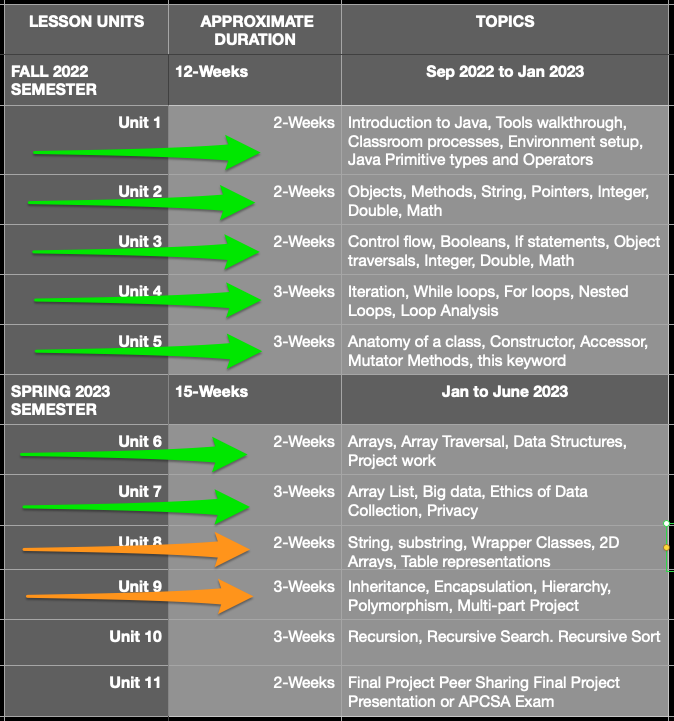 LESSON UNITS
APPROXIMATE
DURATION
TOPICS
FALL 2022
SEMESTER
12-Weeks
Sep 2022 to Jan 2023
Unit 1
2-Weeks
Introduction to Java, Tools walkthrough,
Classroom processes, Environment setup,
Java Primitive types and Operators
Unit 2
2-Weeks
Objects, Methods, String, Pointers, Integer,
Double, Math
Unit 3
2-Weeks
Control flow, Booleans, If statements, Object
traversals, Integer, Double, Math
Unit 4
3-Weeks
Iteration, While loops, For loops, Nested
Loops, Loop Analysis
Unit 5
3-Weeks
Anatomy of a class, Constructor, Accessor,
Mutator Methods, this keyword
SPRING 2023
SEMESTER
15-Weeks
Jan to June 2023
Unit 6
2-Weeks
Arrays, Array Traversal, Data Structures,
Project work
Unit 7
3-Weeks
Array List, Big data, Ethics of Data
Collection, Privacy
Unit 8
2-Weeks
String, substring, Wrapper Classes, 2D
Arrays, Table representations
Unit 9
3-Weeks
Inheritance, Encapsulation, Hierarchy,
Polymorphism, Multi-part Project
Unit 10
3-Weeks
Recursion, Recursive Search. Recursive Sort
Unit 11
2-Weeks
Final Project Peer Sharing Final Project
Presentation or APCSA Exam